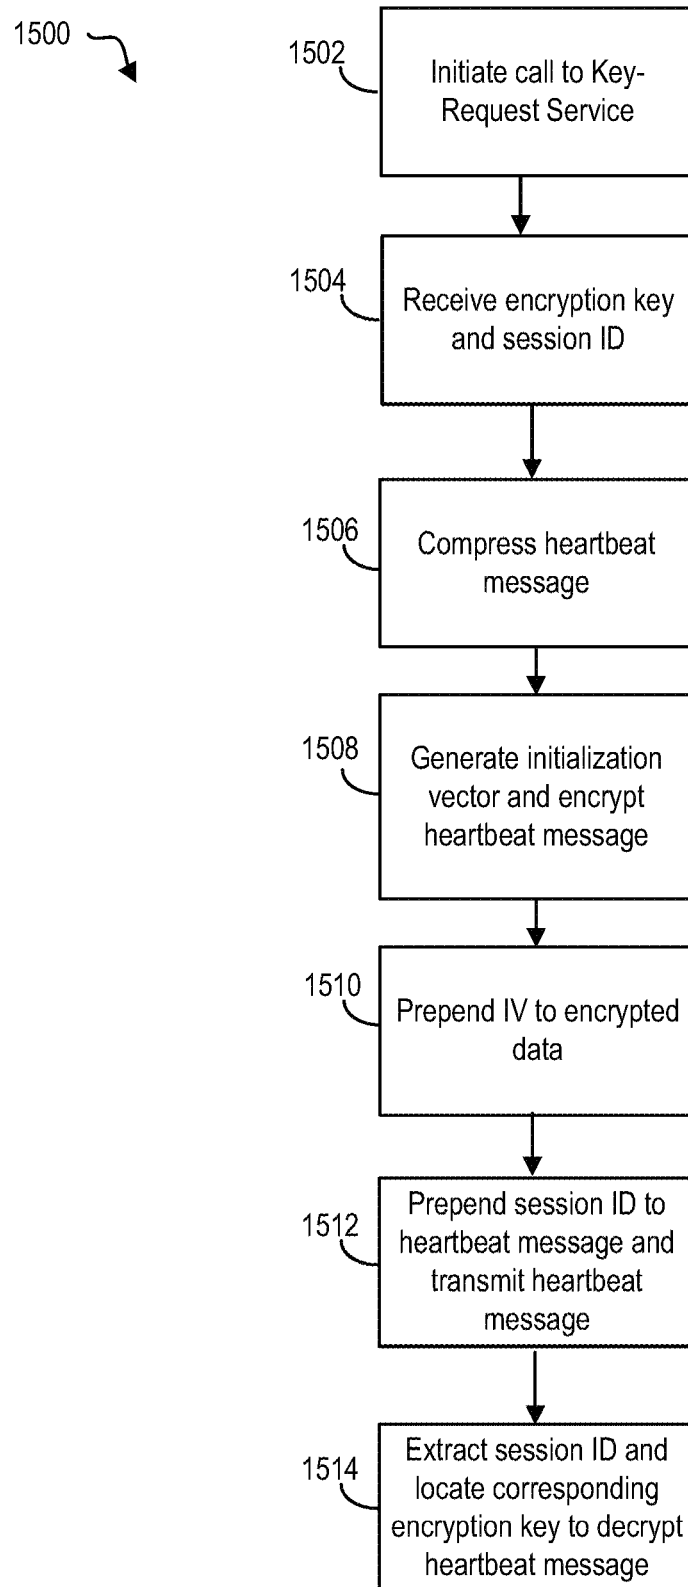 1500
1502
Initiate call to Key-
Request Service
1504
Receive encryption key
and session ID
1506
Compress heartbeat
message
1508
Generate initialization
vector and encrypt
heartbeat message
1510
Prepend IV to encrypted
data
1512
Prepend session ID to
heartbeat message and
transmit heartbeat
message
1514
Extract session ID and
locate corresponding
encryption key to decrypt
heartbeat message